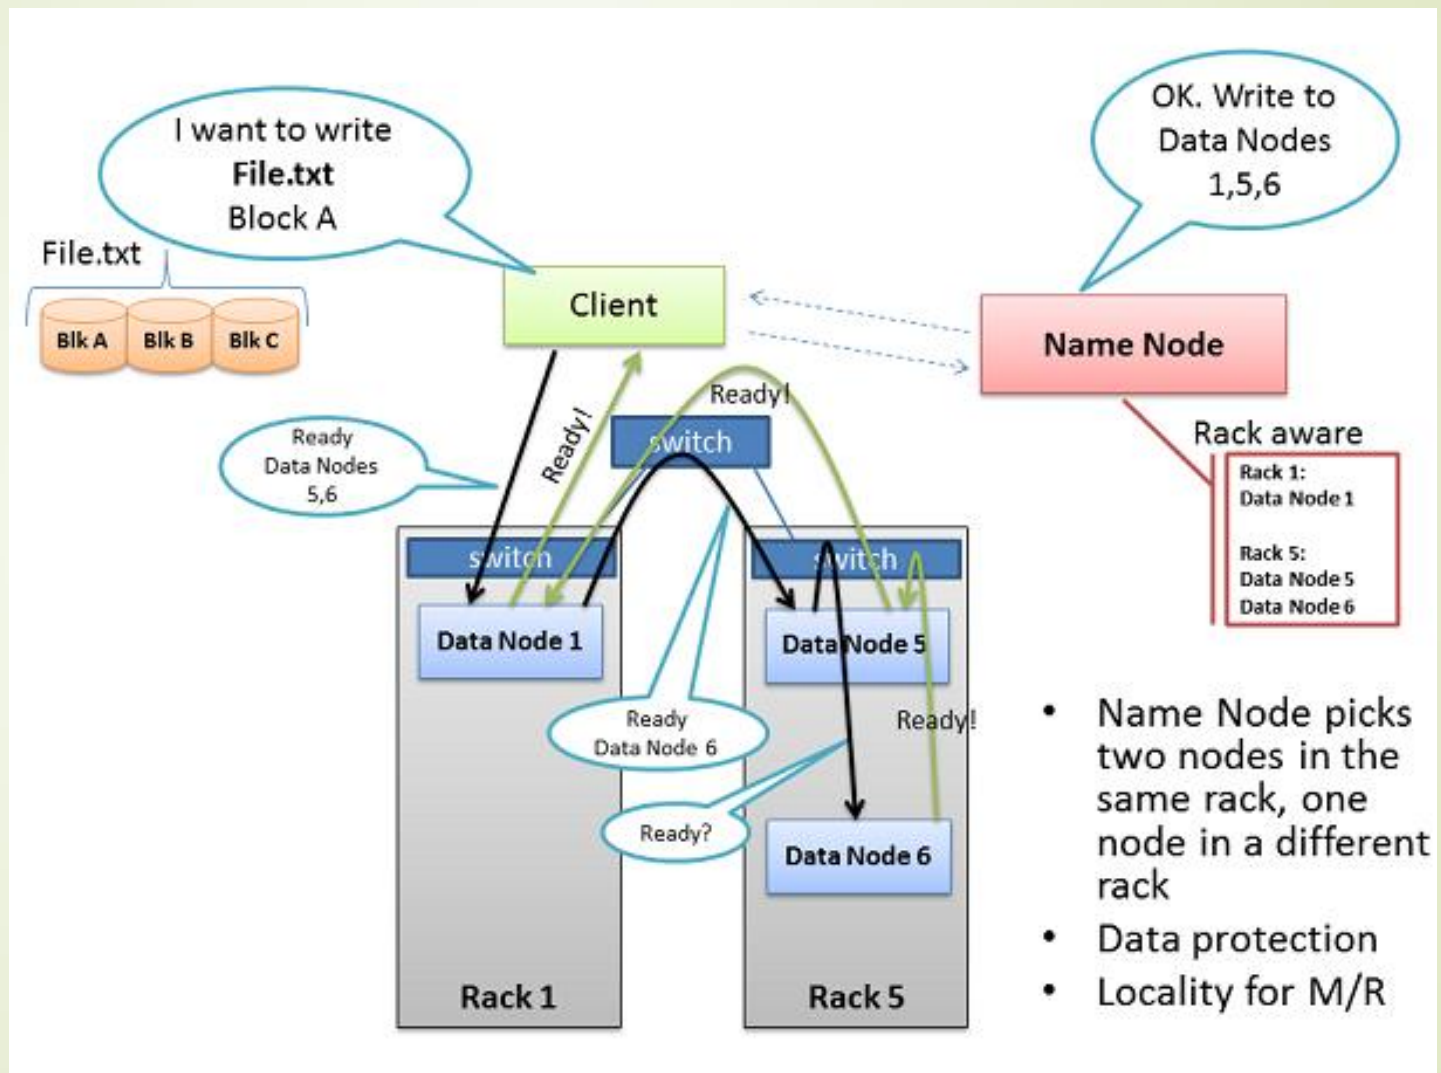 I want to write
File.txt
Block A
OK. Write to
Data Nodes
1,5,6
File.txt
Blk A
Blk B
Blk C
Client
Name Node
Ready!
Ready!
switch
Rack aware
Rack 1:
Data Node 1
Rack 5:
Data Node 5
Data Node 6
Ready
Data Nodes
5,6
switch
switch
Data Node 1
Data Node 5
Ready
Data Node 6
Ready!
Ready?
Data Node 6
Rack 1
Rack 5
• Name Node picks
two nodes in the
same rack, one
node in a different
rack
• Data protection
• Locality for M/R